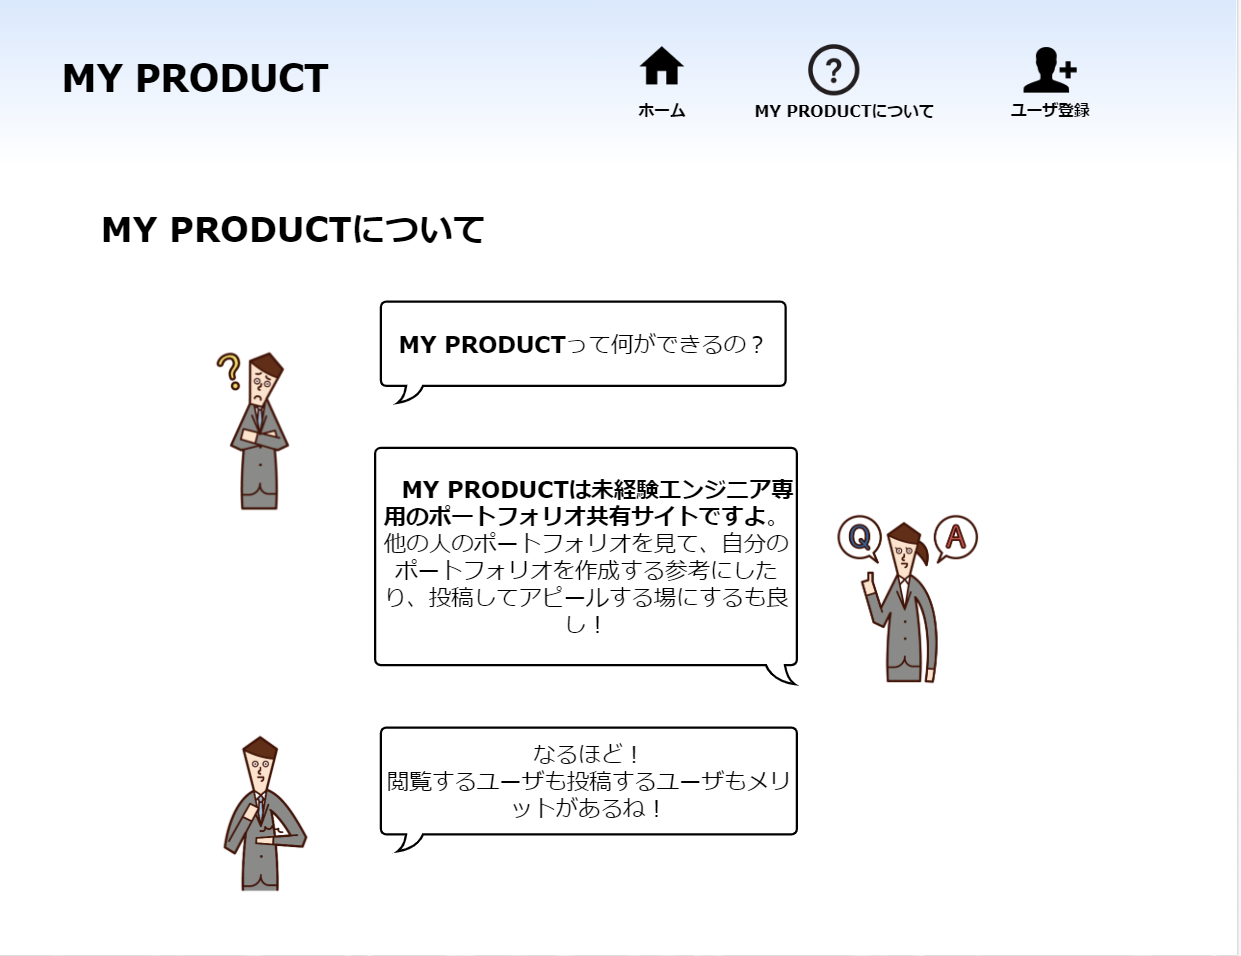 MY PRODUCT
ホーム
MY PRODUCTについて
ユーザ登録
MY PRODUCTについて
MY PRODUCTって何ができるの？
?
MY PRODUCTは未経験エンジニア専
用のポートフォリオ共有サイトですよ。
他の人のポートフォリオを見て、自分の
ポートフォリオを作成する参考にした
り、投稿してアピールする場にするも良
し！
Q
A
なるほど！
閲覧するユーザも投稿するユーザもメリ
ットがあるね！